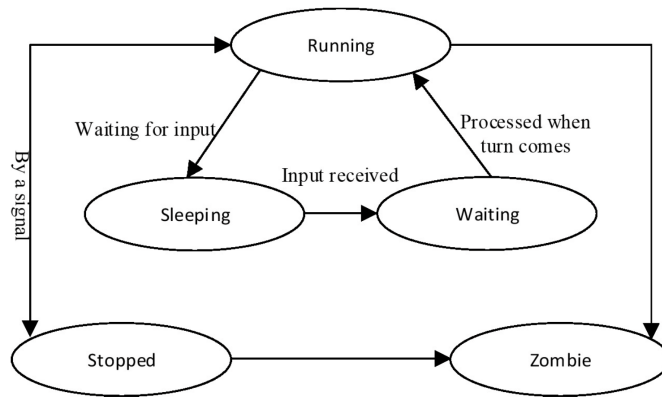 Running
Waiting for input
Processed when
turn comes
By a signal
Input received
Sleeping
Waiting
Stopped
Zombie